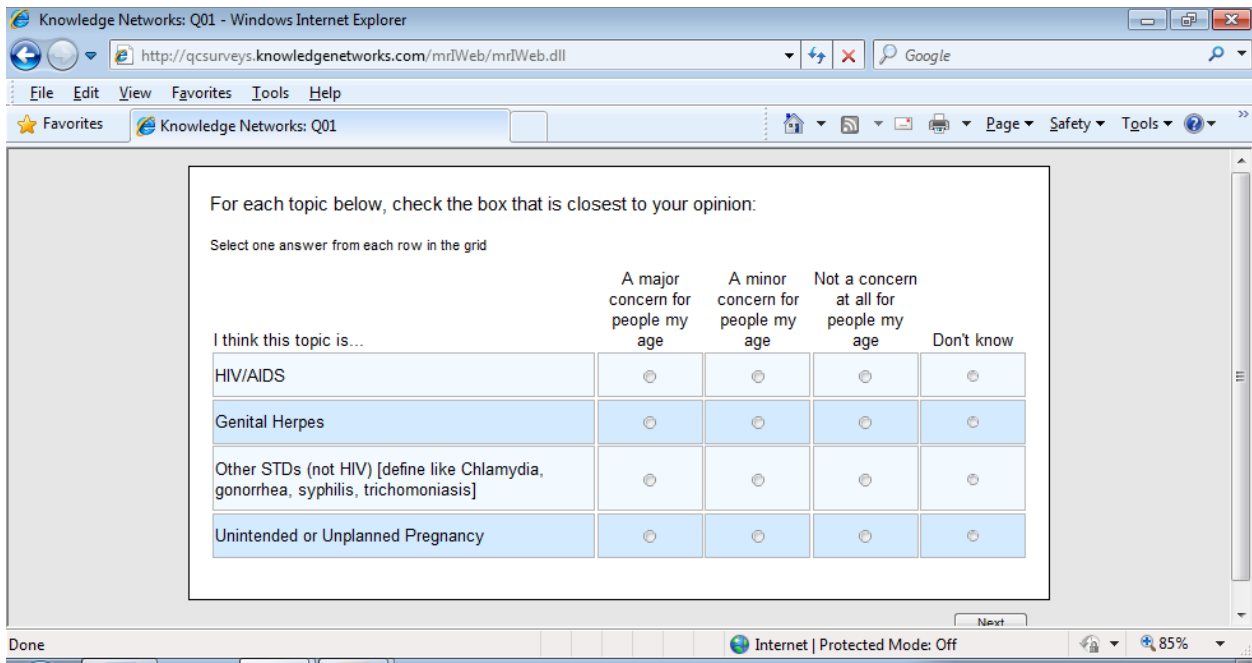 Knowledge Networks: Q01 - Windows Internet Explorer
http://qcsurveys.knowledgenetworks.com/mrIWeb/mrIWeb.dll
Google
File Edit View Favorites Tools Help
Favorites
Knowledge Networks: Q01
Page Safety Tools
For each topic below, check the box that is closest to your opinion:
Select one answer from each row in the grid
I think this topic is...
A major
concern for
people my
age
A minor
concern for
people my
age
Not a concern
at all for
people my
age
Don't know
HIV/AIDS
Genital Herpes
Other STDs (not HIV) [define like Chlamydia,
gonorrhea, syphilis, trichomoniasis]
Unintended or Unplanned Pregnancy
Next
Done
Internet | Protected Mode: Off
85%